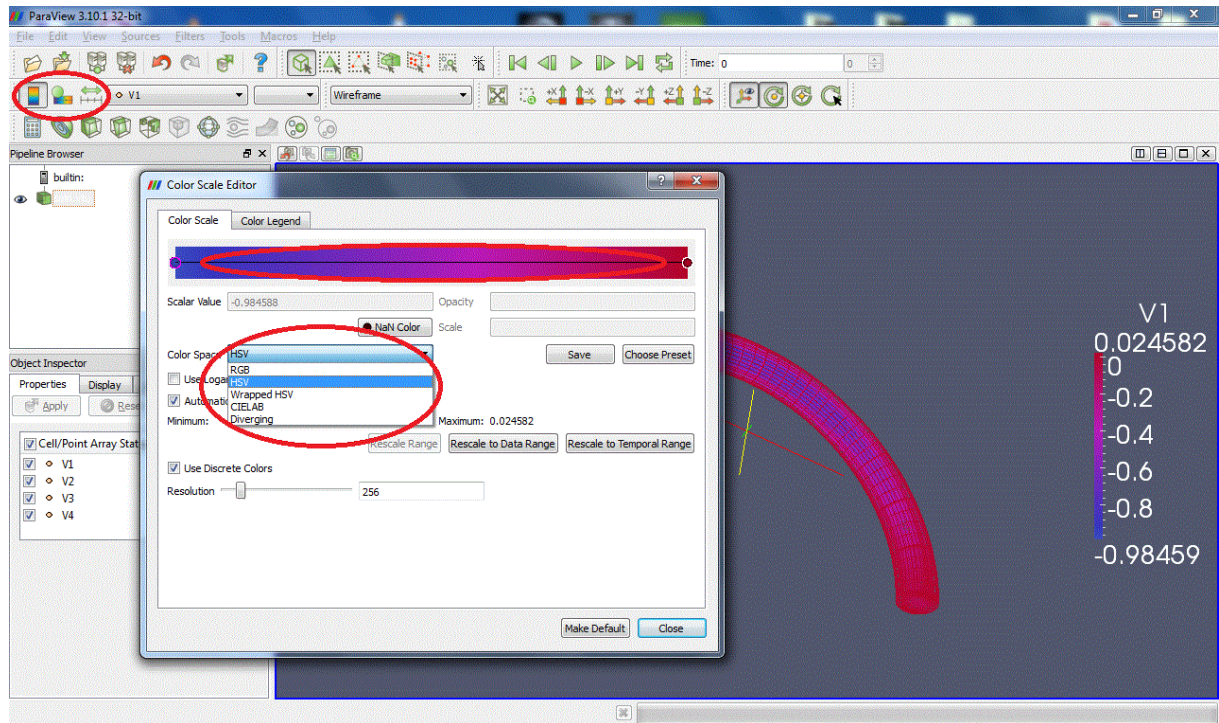 ParaView 3.10.1 32-bit
File Edit View Sources Filters Tools Macros Help
Time: 0 0
V1 Wireframe
+X -X +Y -Y +Z -Z
Pipeline Browser
builtin:
Color Scale Editor
Color Scale Color Legend
Scalar Value -0.984588 Opacity
NaN Color Scale
Color Space HSV Save Choose Preset
RGB
HSV
Wrapped HSV
CIELAB
Diverging
Use Logar
Automatic
Minimum: Maximum: 0.024582
Rescale Range Rescale to Data Range Rescale to Temporal Range
Use Discrete Colors
Resolution 256
Make Default Close
Object Inspector
Properties Display
Apply Rese
Cell/Point Array Stat
V1
V2
V3
V4
V1
0.024582
0
-0.2
-0.4
-0.6
-0.8
-0.98459